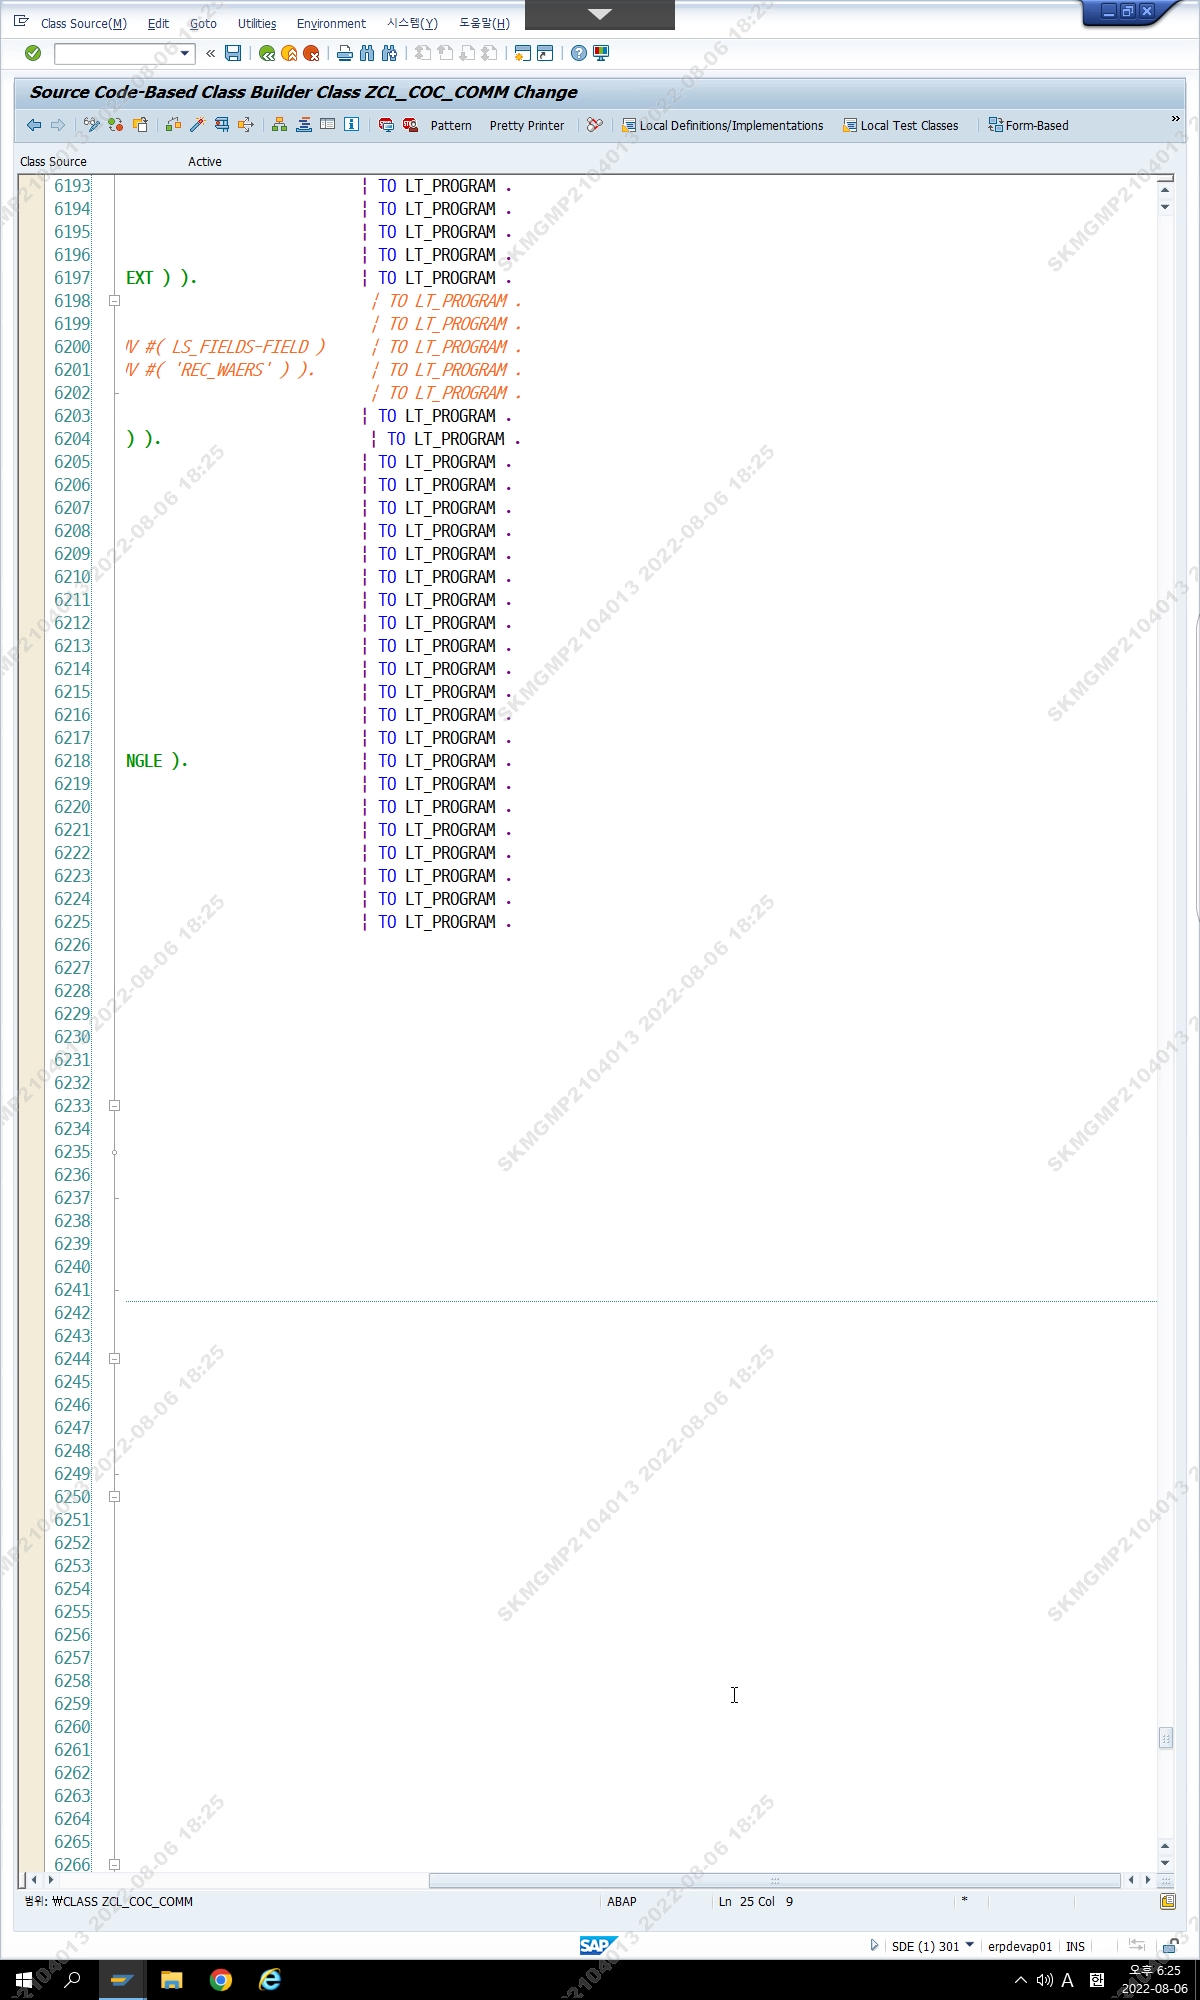 Class Source(M) Edit Goto Utilities Environment 시스템(Y) 도움말(H)
Source Code-Based Class Builder Class ZCL_COC_COMM Change
Pattern Pretty Printer Local Definitions/Implementations Local Test Classes Form-Based
Class Source Active
6193 | TO LT_PROGRAM .
6194 | TO LT_PROGRAM .
6195 | TO LT_PROGRAM .
6196 | TO LT_PROGRAM .
6197 EXT ) ). | TO LT_PROGRAM .
6198 | TO LT_PROGRAM .
6199 | TO LT_PROGRAM .
6200 V #( LS_FIELDS-FIELD ) | TO LT_PROGRAM .
6201 V #( 'REC_WAERS' ) ). | TO LT_PROGRAM .
6202 | TO LT_PROGRAM .
6203 | TO LT_PROGRAM .
6204 ) ). | TO LT_PROGRAM .
6205 | TO LT_PROGRAM .
6206 | TO LT_PROGRAM .
6207 | TO LT_PROGRAM .
6208 | TO LT_PROGRAM .
6209 | TO LT_PROGRAM .
6210 | TO LT_PROGRAM .
6211 | TO LT_PROGRAM .
6212 | TO LT_PROGRAM .
6213 | TO LT_PROGRAM .
6214 | TO LT_PROGRAM .
6215 | TO LT_PROGRAM .
6216 | TO LT_PROGRAM .
6217 | TO LT_PROGRAM .
6218 NGLE ). | TO LT_PROGRAM .
6219 | TO LT_PROGRAM .
6220 | TO LT_PROGRAM .
6221 | TO LT_PROGRAM .
6222 | TO LT_PROGRAM .
6223 | TO LT_PROGRAM .
6224 | TO LT_PROGRAM .
6225 | TO LT_PROGRAM .
6226
6227
6228
6229
6230
6231
6232
6233
6234
6235
6236
6237
6238
6239
6240
6241
6242
6243
6244
6245
6246
6247
6248
6249
6250
6251
6252
6253
6254
6255
6256
6257
6258
6259
6260
6261
6262
6263
6264
6265
6266
범위: ₩CLASS ZCL_COC_COMM ABAP Ln 25 Col 9 *
SAP SDE (1) 301 erpdevap01 INS
A 한 오후 6:25
2022-08-06
SKMGMP2104013 2022-08-06 18:25